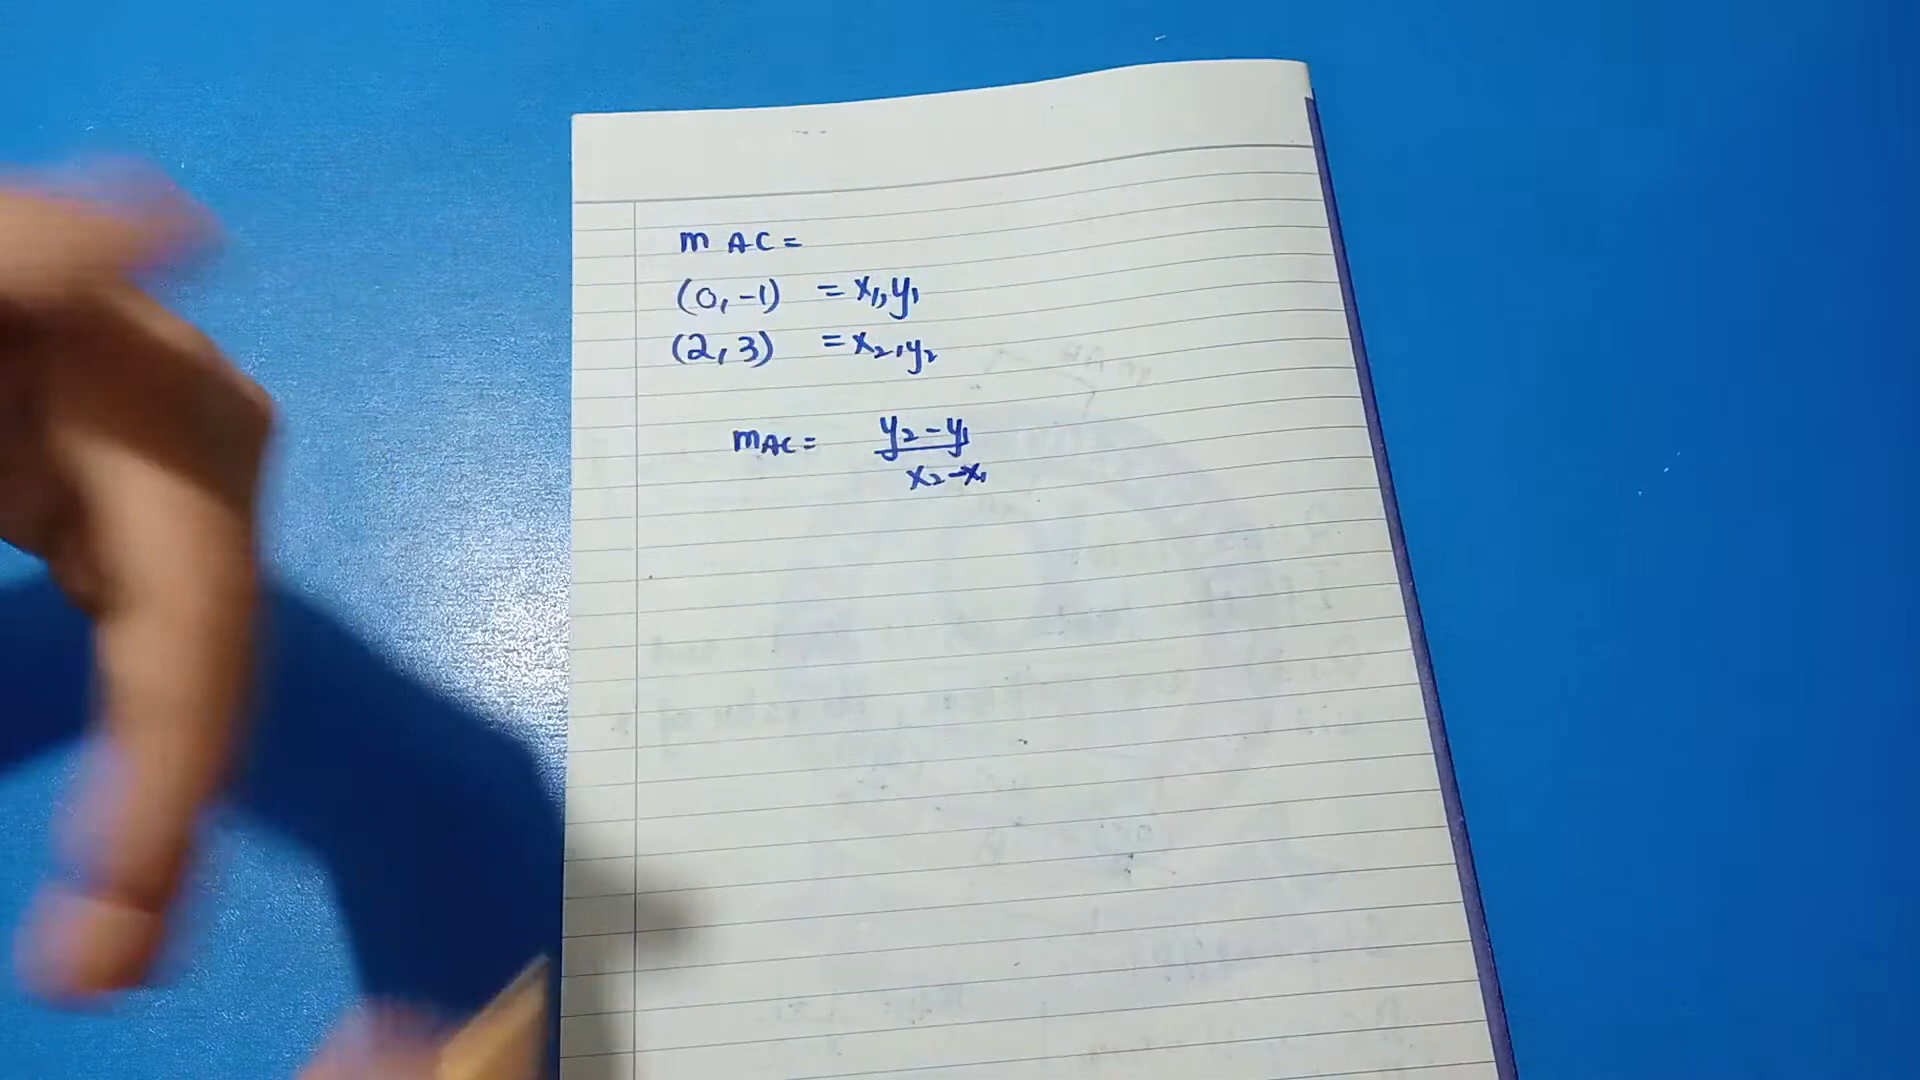 m AC =
(0, -1) = x₁, y₁
(2, 3) = x₂, y₂
mAC = y₂ - y₁
x₂ - x₁